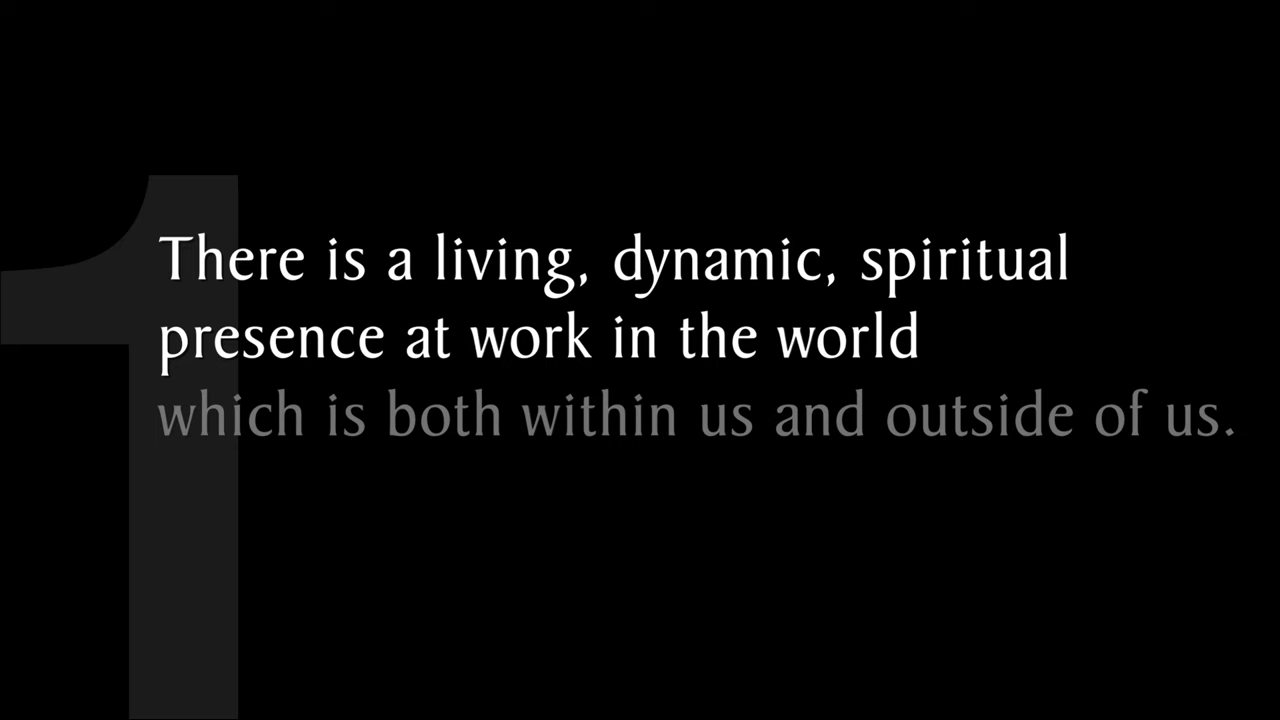 1
There is a living, dynamic, spiritual
presence at work in the world
which is both within us and outside of us.